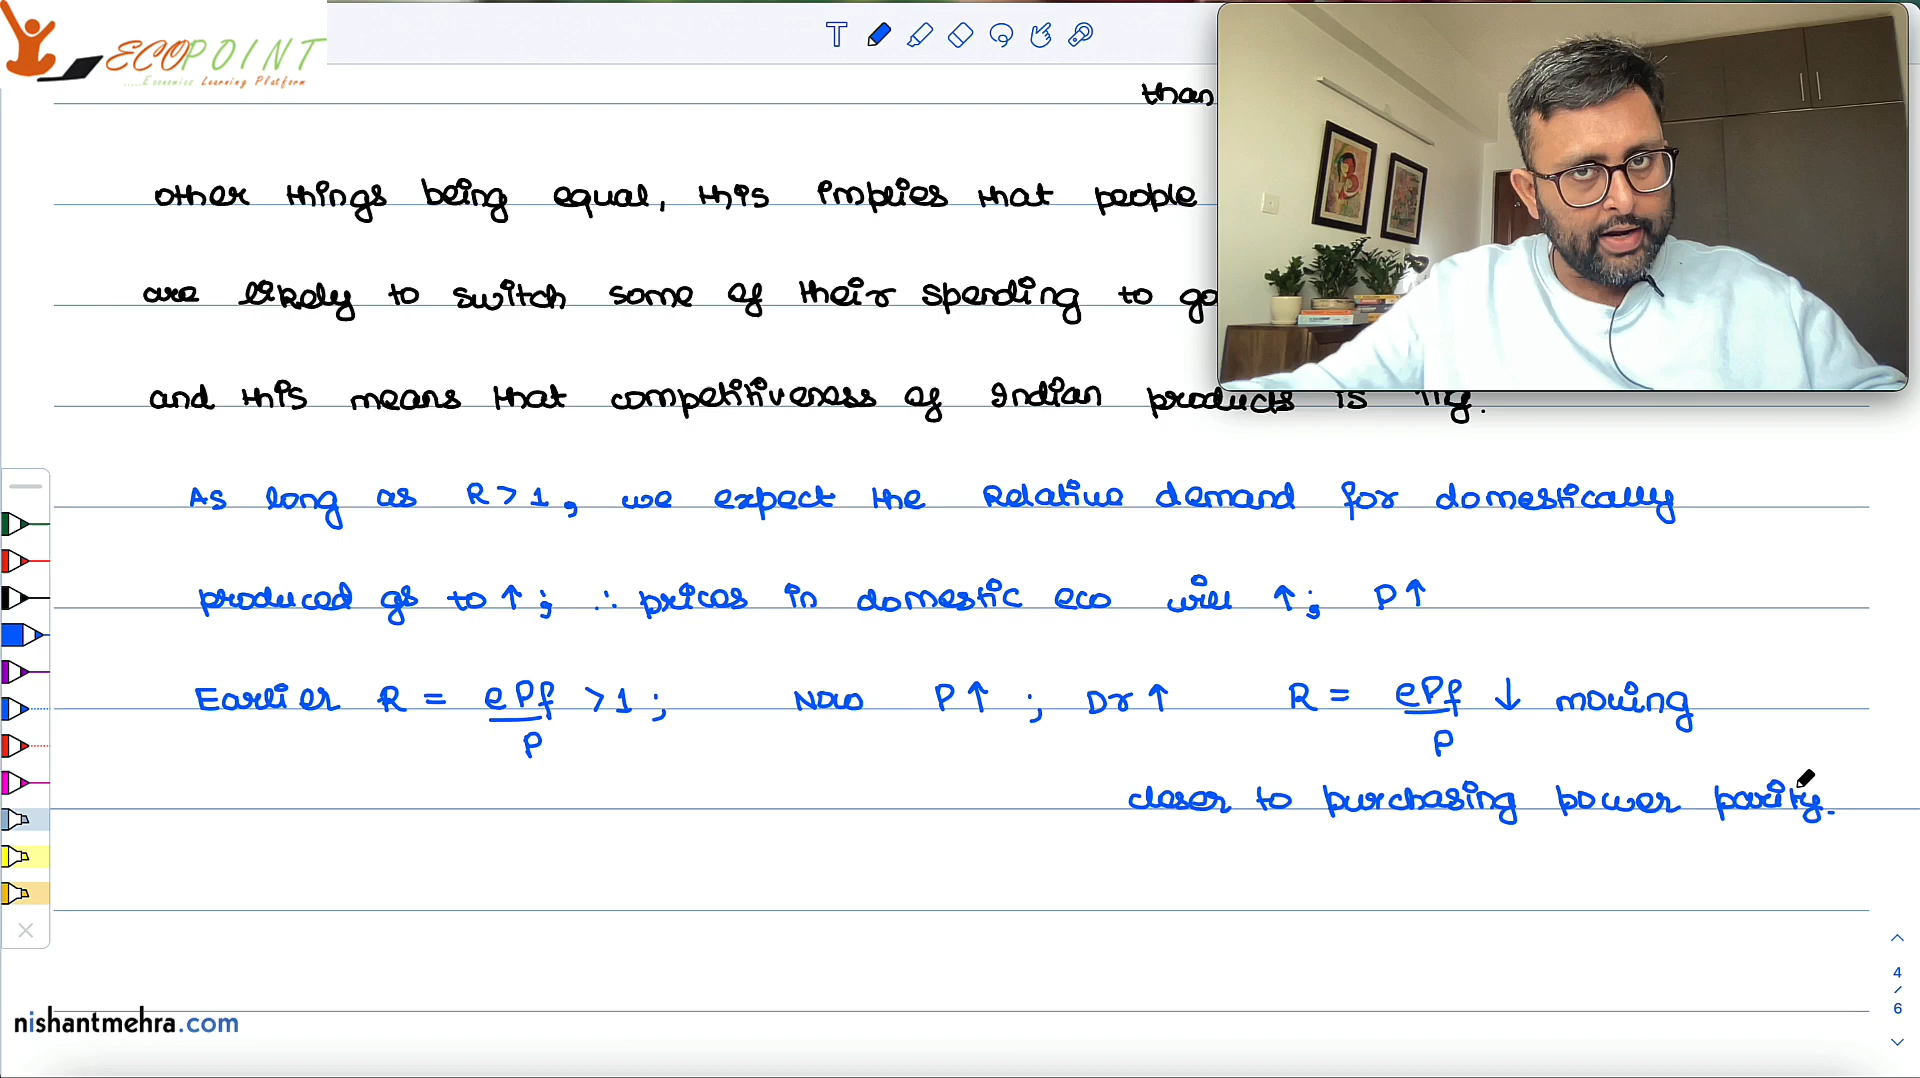 ECOPOINT
.....Economics Learning Platform
T
than
other things being equal, this implies that people
are likely to switch some of their spending to go
and this means that competitiveness of Indian products is
As long as R > 1, we expect the Relative demand for domestically
produced gs to ↑ ; ∴ prices in domestic eco will ↑ ; P↑
Earlier R = ePf/P > 1 ; Now P↑ ; Dr↑ R = ePf/P ↓ moving
closer to purchasing power parity.
4
/
6
nishantmehra.com